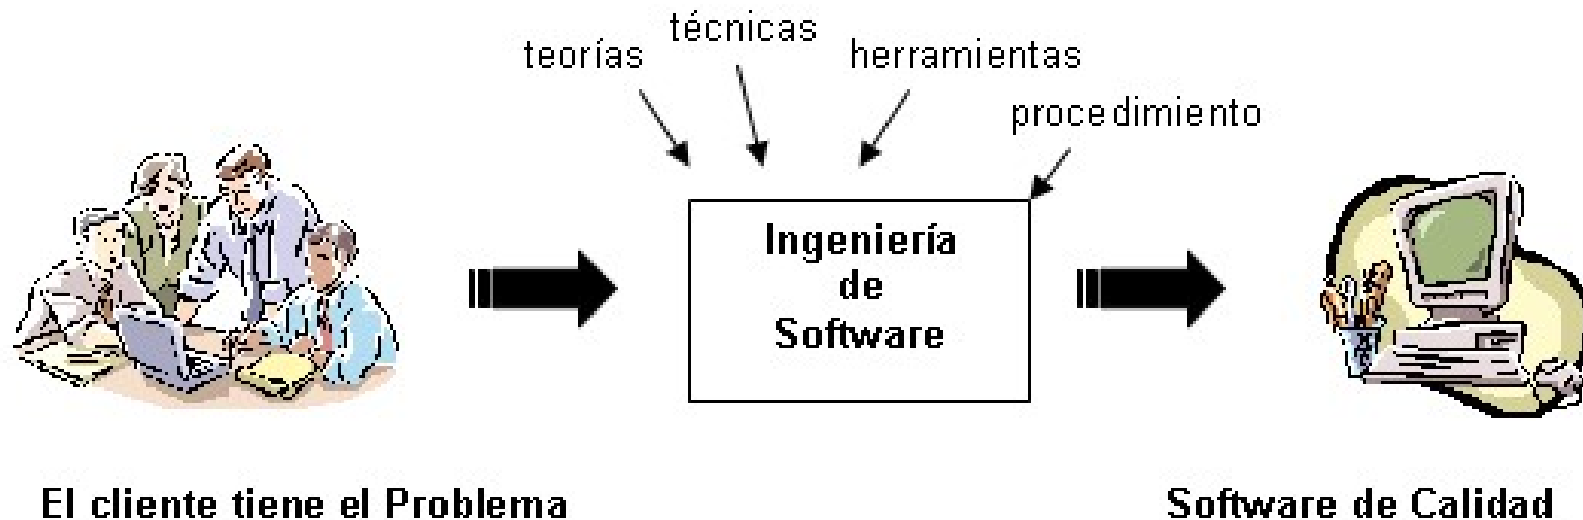 técnicas
teorías
herramientas
procedimiento
Ingeniería
de
Software
El cliente tiene el Problema
Software de Calidad